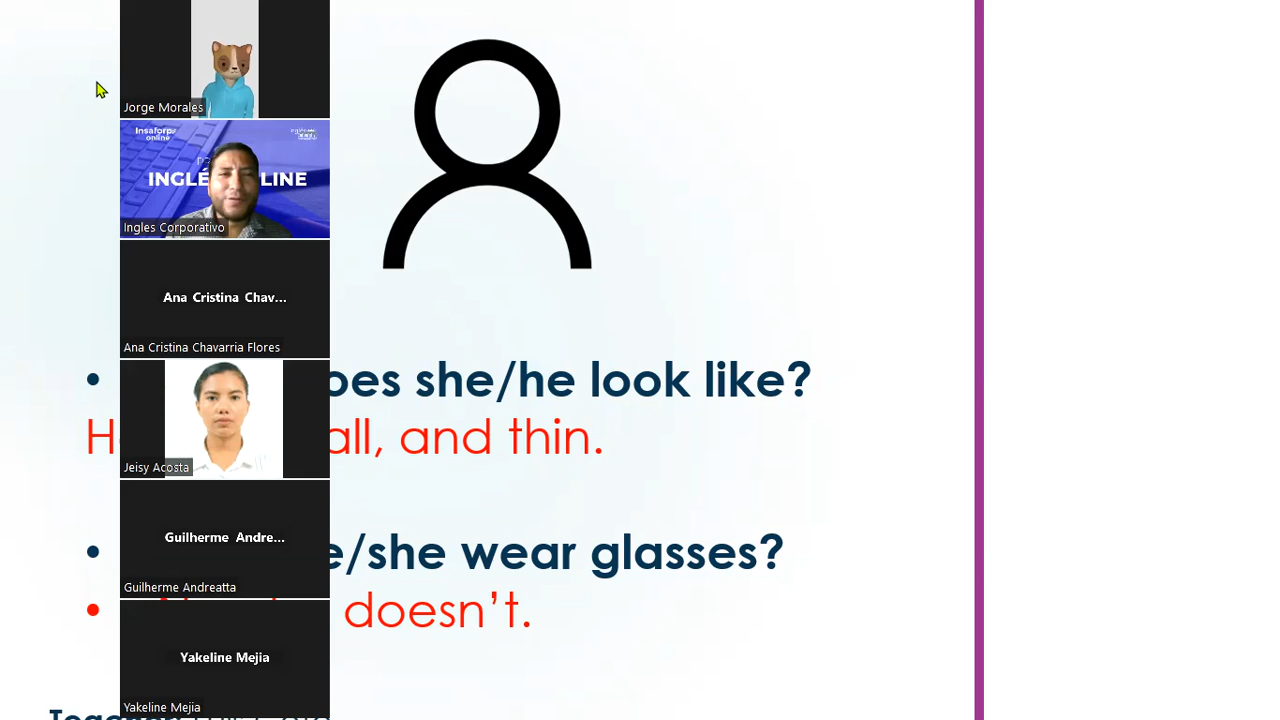 Jorge Morales
Insaforp
online
INGLÉ LINE
Ingles Corporativo
Ana Cristina Chav...
Ana Cristina Chavarria Flores
Jeisy Acosta
Guilherme Andre...
Guilherme Andreatta
Yakeline Mejia
Yakeline Mejia
• oes she/he look like?
H all, and thin.
• e/she wear glasses?
• doesn't.